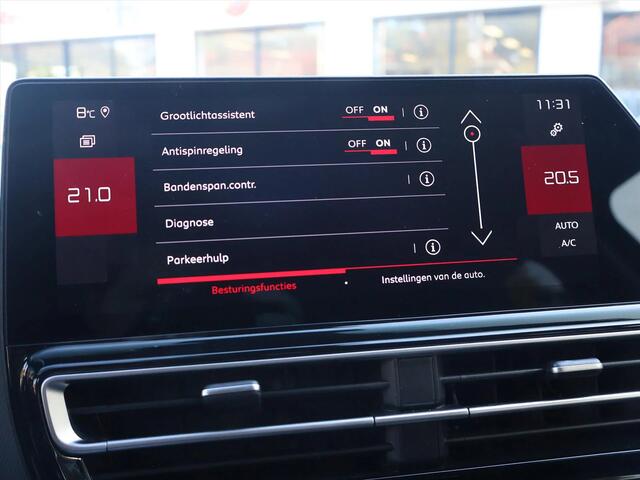 8°C
11:31
Grootlichtassistent OFF ON i
Antispinregeling OFF ON i
Bandenspan.contr. i
21.0
20.5
Diagnose
Parkeerhulp i
AUTO
A/C
Besturingsfuncties
Instellingen van de auto.